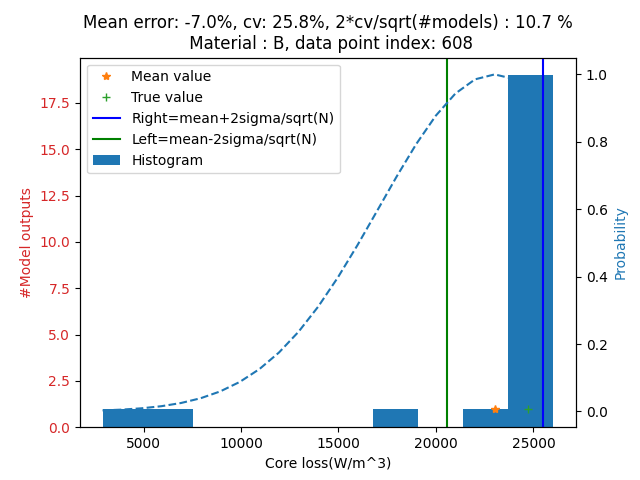 Mean error: -7.0%, cv: 25.8%, 2*cv/sqrt(#models) : 10.7 %
Material : B, data point index: 608
Mean value
True value
Right=mean+2sigma/sqrt(N)
Left=mean-2sigma/sqrt(N)
Histogram
#Model outputs
17.5
15.0
12.5
10.0
7.5
5.0
2.5
0.0
1.0
0.8
0.6
0.4
0.2
0.0
Probability
5000 10000 15000 20000 25000
Core loss(W/m^3)